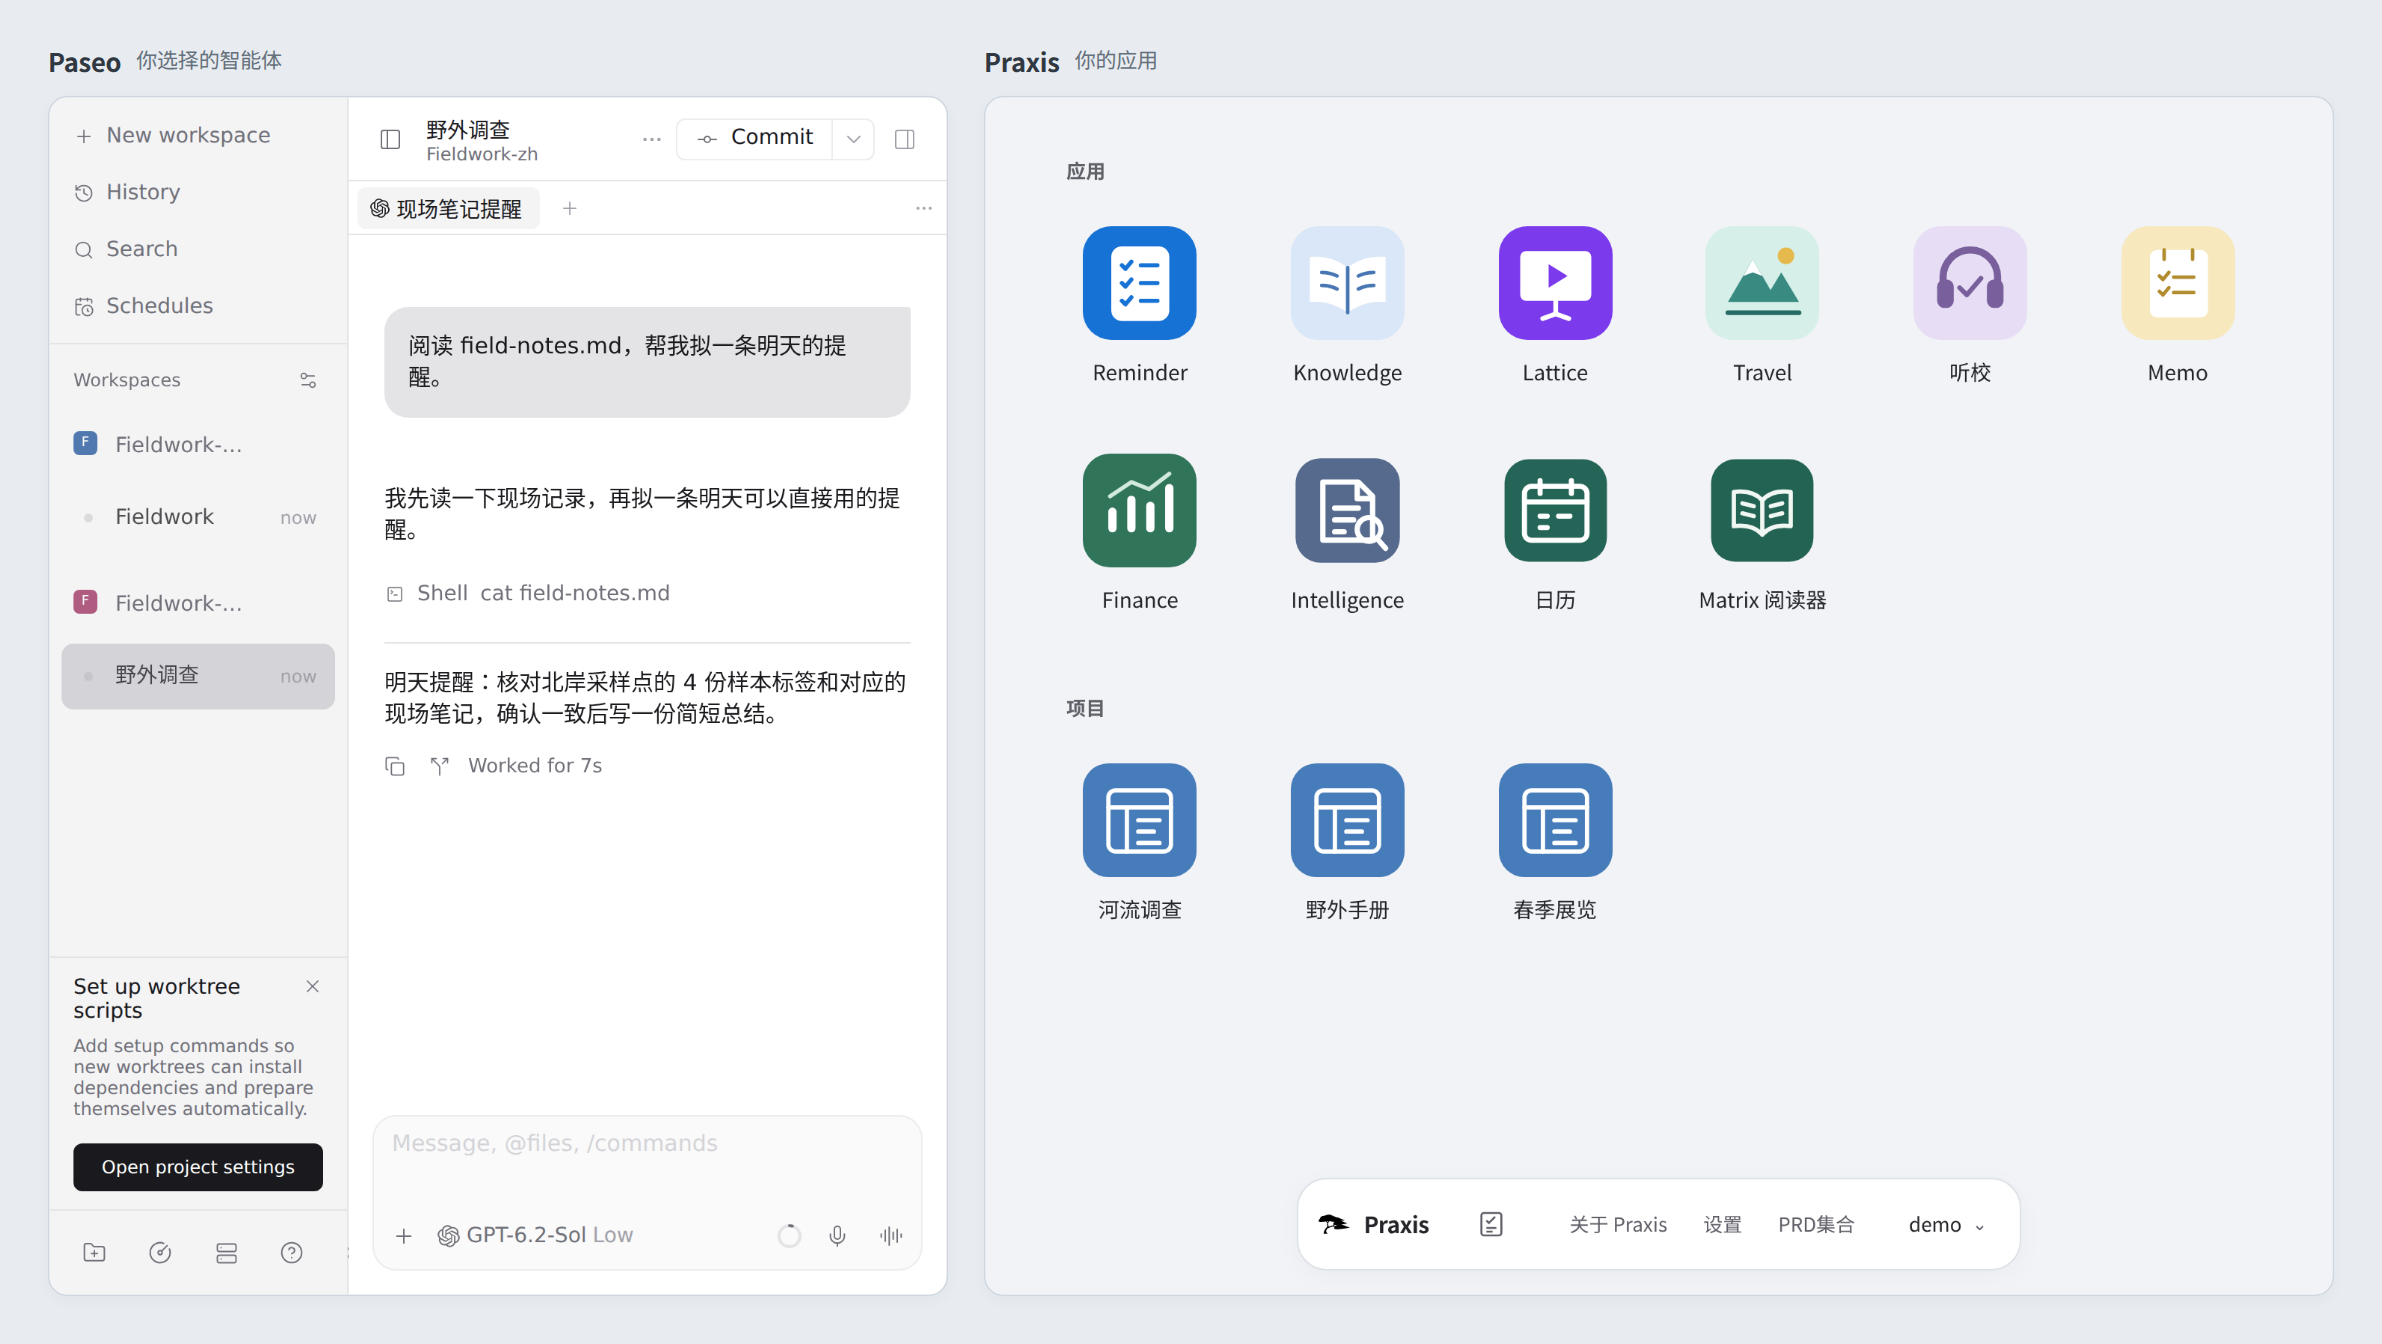 Paseo 你选择的智能体
New workspace
History
Search
Schedules
Workspaces
F Fieldwork-...
Fieldwork now
F Fieldwork-...
野外调查 now
Set up worktree
scripts
Add setup commands so
new worktrees can install
dependencies and prepare
themselves automatically.
Open project settings
野外调查
Fieldwork-zh
Commit
现场笔记提醒
阅读 field-notes.md，帮我拟一条明天的提
醒。
我先读一下现场记录，再拟一条明天可以直接用的提
醒。
Shell cat field-notes.md
明天提醒：核对北岸采样点的 4 份样本标签和对应的
现场笔记，确认一致后写一份简短总结。
Worked for 7s
Message, @files, /commands
GPT-6.2-Sol Low
Praxis 你的应用
应用
Reminder
Knowledge
Lattice
Travel
听校
Memo
Finance
Intelligence
日历
Matrix 阅读器
项目
河流调查
野外手册
春季展览
Praxis
关于 Praxis
设置
PRD集合
demo